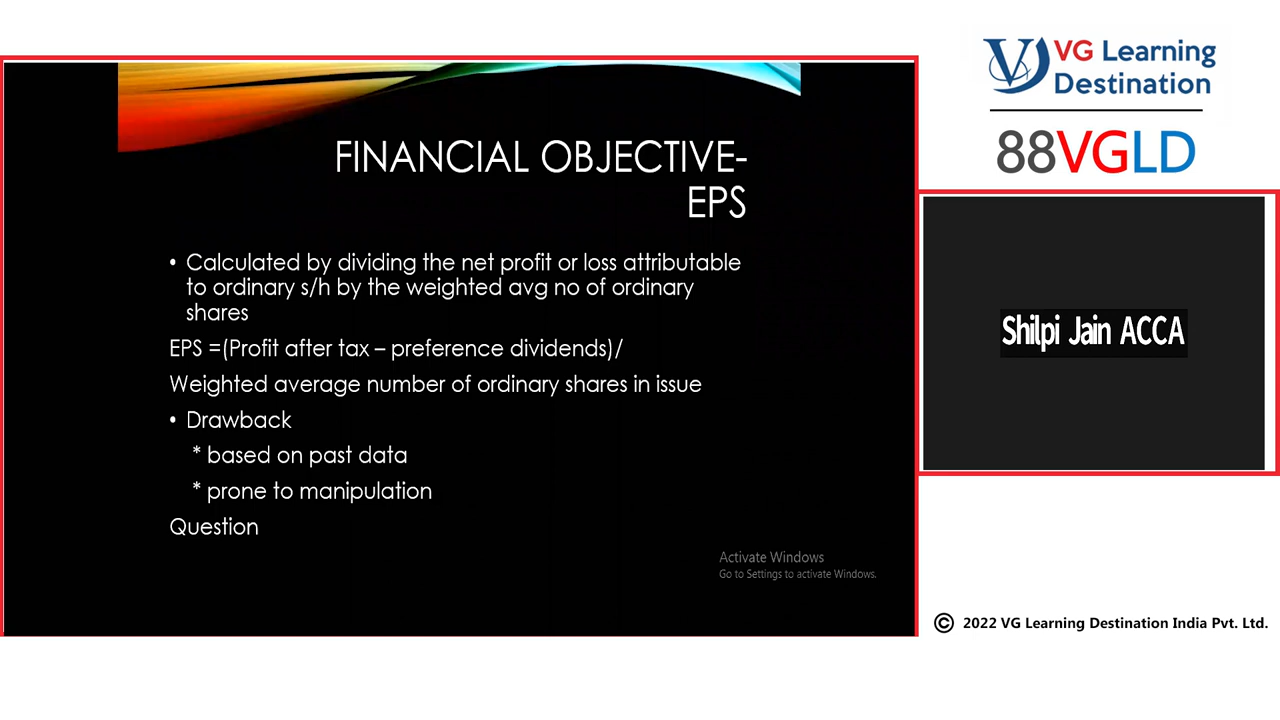 FINANCIAL OBJECTIVE-
EPS
• Calculated by dividing the net profit or loss attributable
to ordinary s/h by the weighted avg no of ordinary
shares
EPS =(Profit after tax – preference dividends)/
Weighted average number of ordinary shares in issue
• Drawback
* based on past data
* prone to manipulation
Question
Activate Windows
Go to Settings to activate Windows.
VG Learning
Destination
88VGLD
Shilpi Jain ACCA
© 2022 VG Learning Destination India Pvt. Ltd.